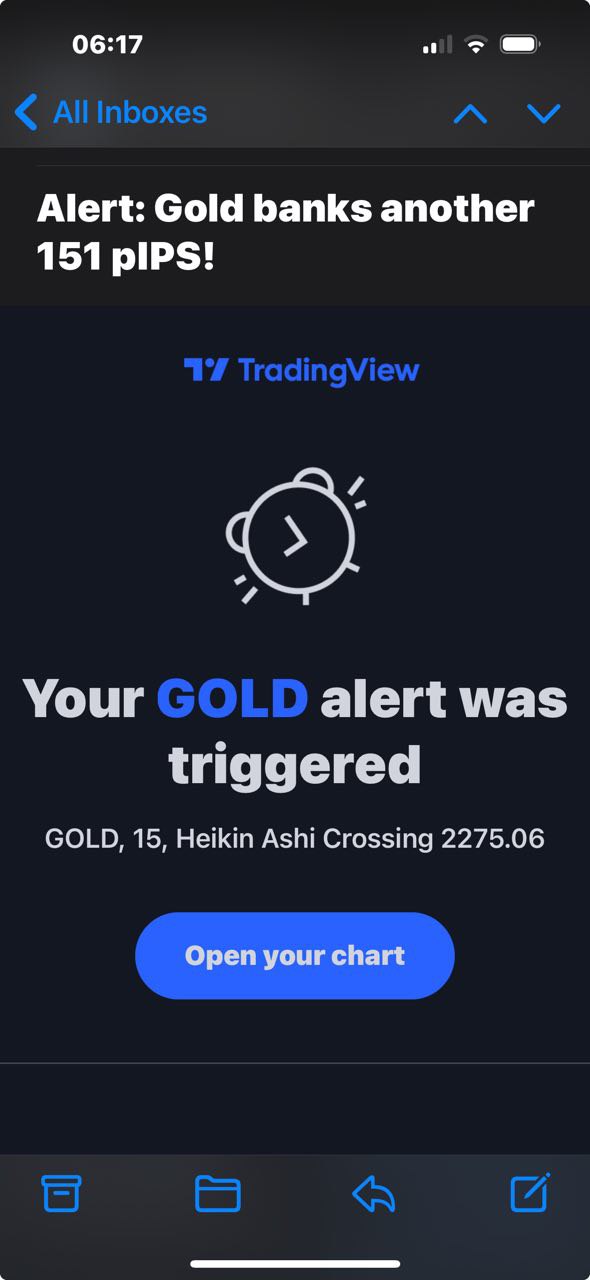 06:17
All Inboxes
Alert: Gold banks another
151 pIPS!
TradingView
Your GOLD alert was
triggered
GOLD, 15, Heikin Ashi Crossing 2275.06
Open your chart